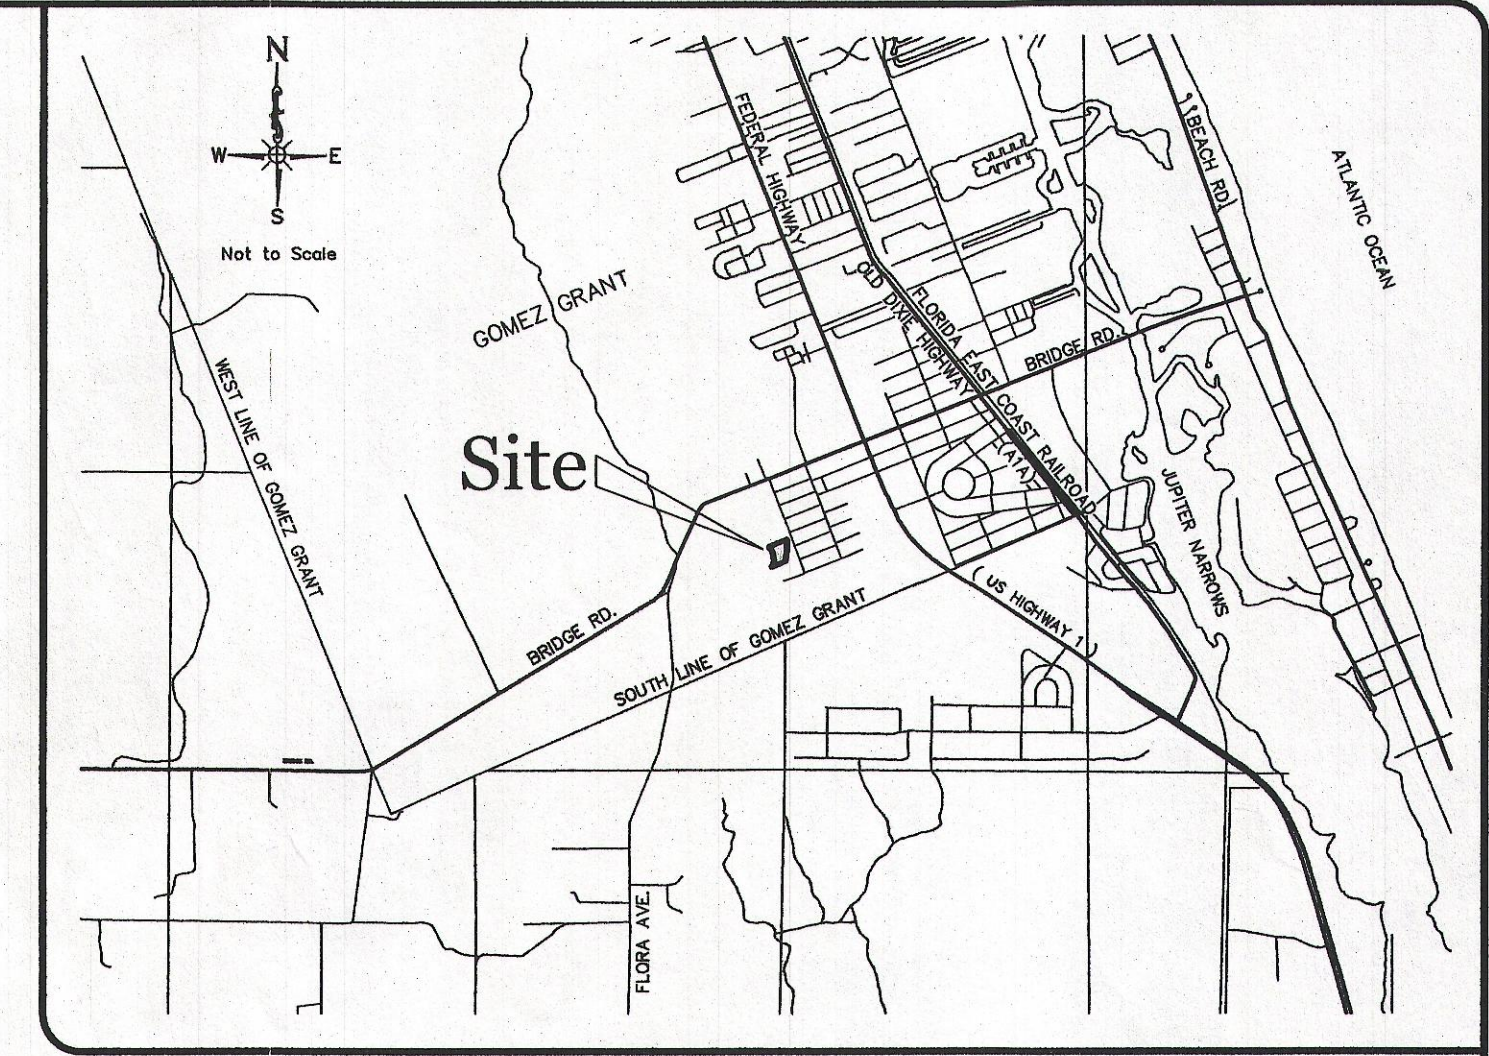 N
W E
S
Not to Scale
FEDERAL HIGHWAY
BEACH RD.
ATLANTIC OCEAN
GOMEZ GRANT
OLD DIXIE HIGHWAY
FLORIDA EAST COAST RAILROAD
BRIDGE RD.
WEST LINE OF GOMEZ GRANT
Site
(A1A)
JUPITER NARROWS
BRIDGE RD.
SOUTH LINE OF GOMEZ GRANT
( US HIGHWAY 1 )
FLORA AVE.